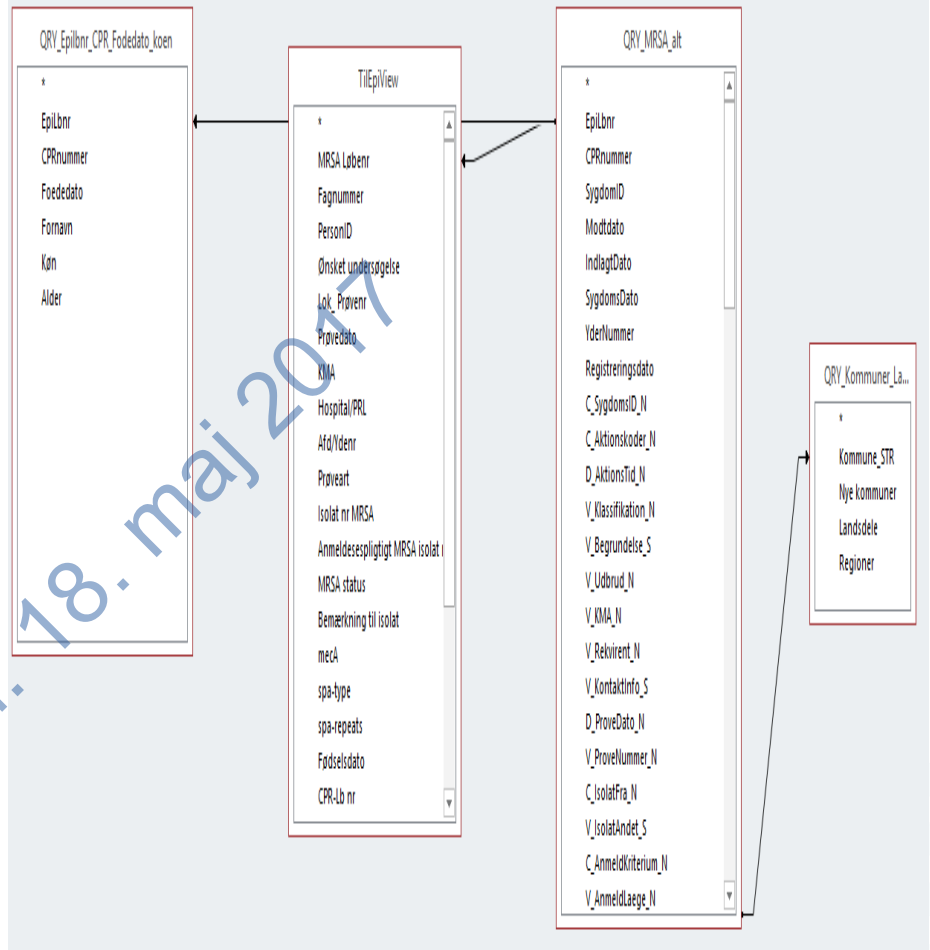 QRY_Epilbnr_CPR_Fodedato_koen
*
EpiLbnr
CPRnummer
Foededato
Fornavn
Køn
Alder
TilEpiView
*
MRSA Løbenr
Fagnummer
PersonID
Ønsket undersøgelse
Lok_Prøvenr
Prøvedato
KMA
Hospital/PRL
Afd/Ydenr
Prøveart
Isolat nr MRSA
Anmeldesespligtigt MRSA isolat
MRSA status
Bemærkning til isolat
mecA
spa-type
spa-repeats
Fødselsdato
CPR-Lb nr
QRY_MRSA_alt
*
EpiLbnr
CPRnummer
SygdomID
Modtdato
IndlagtDato
SygdomsDato
YderNummer
Registreringsdato
C_SygdomsID_N
C_Aktionskoder_N
D_AktionsTid_N
V_Klassifikation_N
V_Begrundelse_S
V_Udbrud_N
V_KMA_N
V_Rekvirent_N
V_KontaktInfo_S
D_ProveDato_N
V_ProveNummer_N
C_IsolatFra_N
V_IsolatAndet_S
C_AnmeldKriterium_N
V_AnmeldLaege_N
QRY_Kommuner_La...
*
Kommune_STR
Nye kommuner
Landsdele
Regioner
18. maj 2017